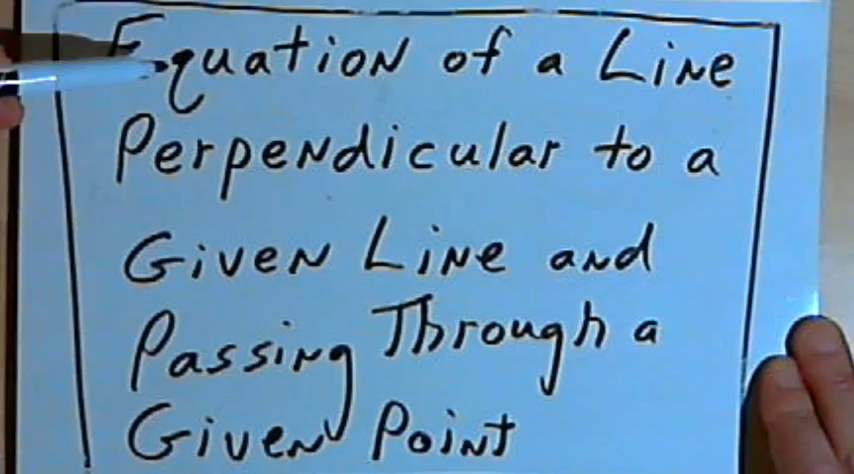 Equation of a Line
Perpendicular to a
Given Line and
Passing Through a
Given Point